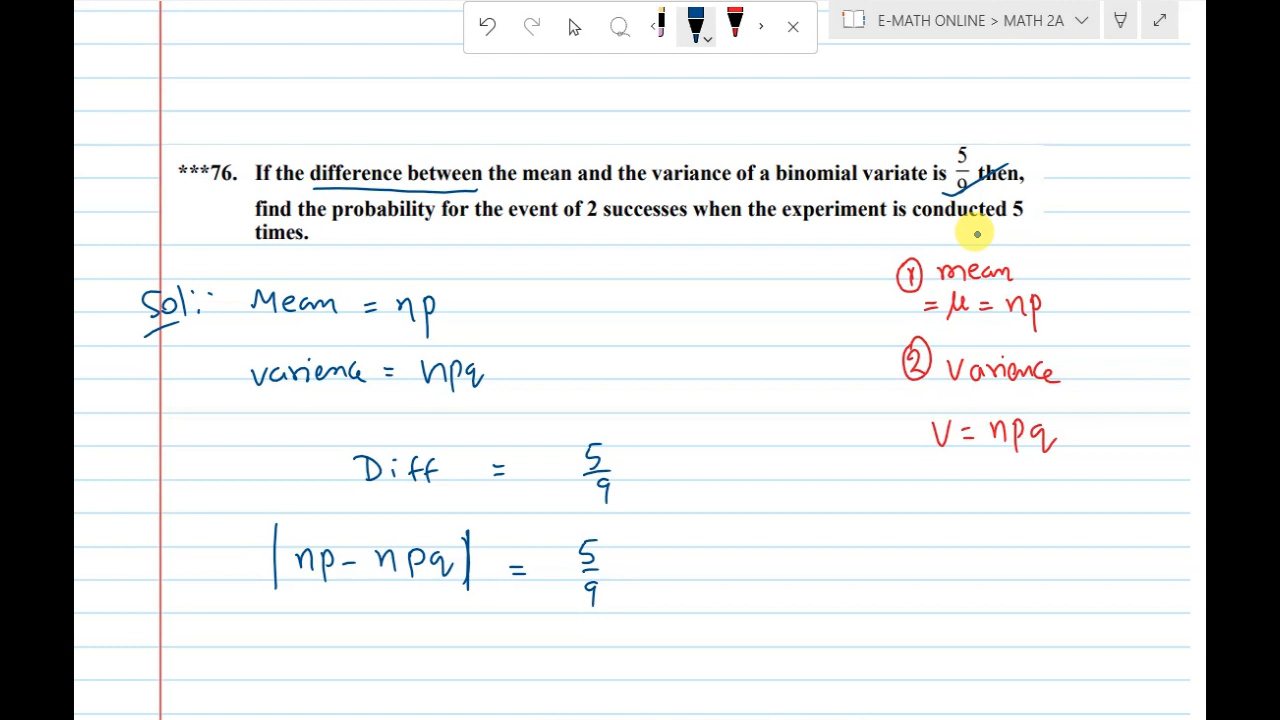 E-MATH ONLINE > MATH 2A
***76. If the difference between the mean and the variance of a binomial variate is 5/9 then,
find the probability for the event of 2 successes when the experiment is conducted 5
times.
Sol:· Mean = np
varience = npq
Diff = 5/9
|np - npq| = 5/9
① mean
= μ = np
② Varience
V = npq